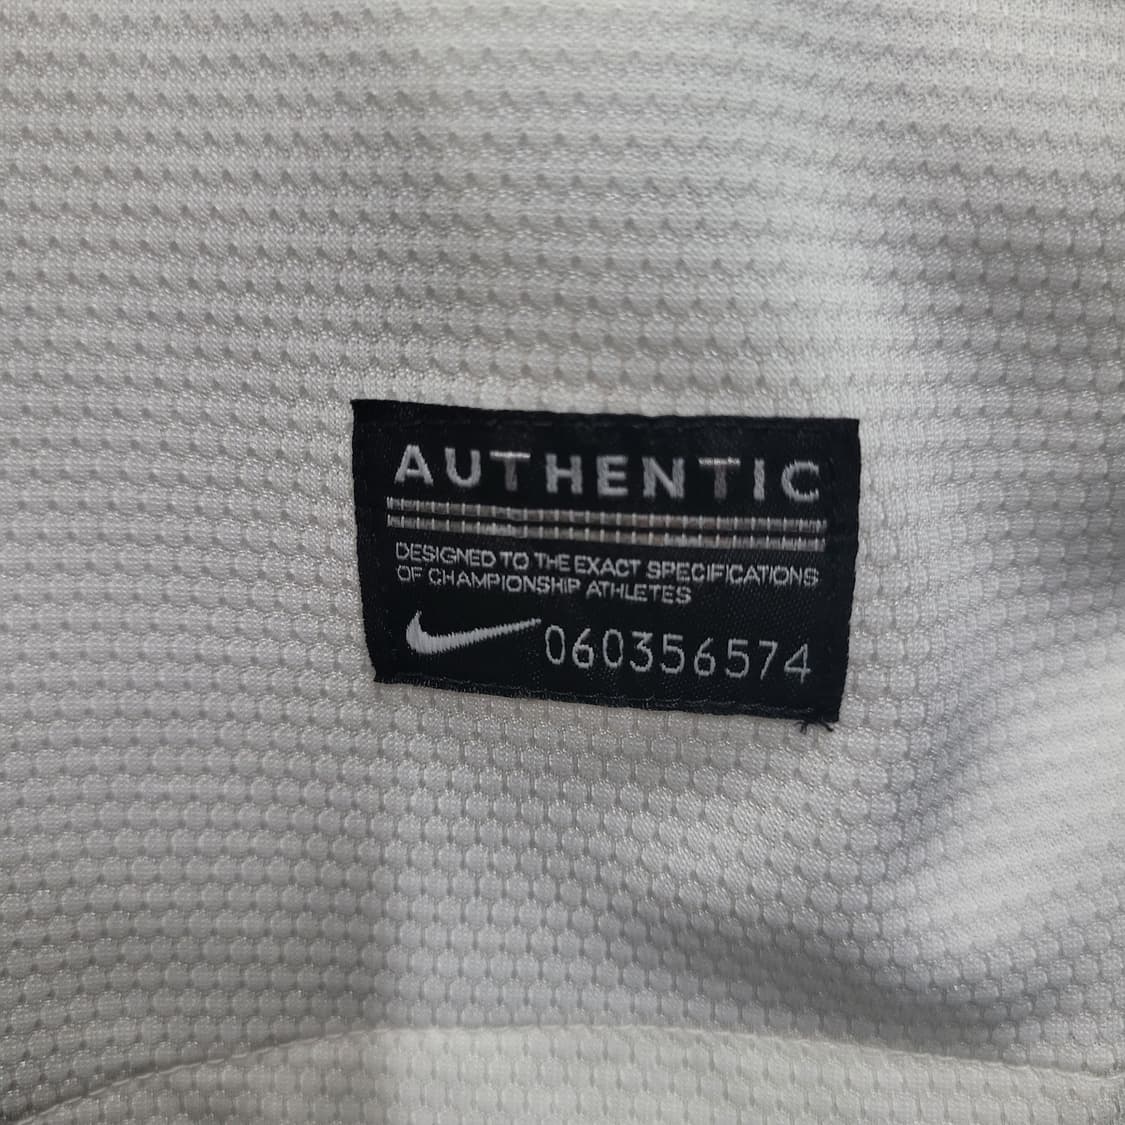 AUTHENTIC
DESIGNED TO THE EXACT SPECIFICATIONS
OF CHAMPIONSHIP ATHLETES
060356574